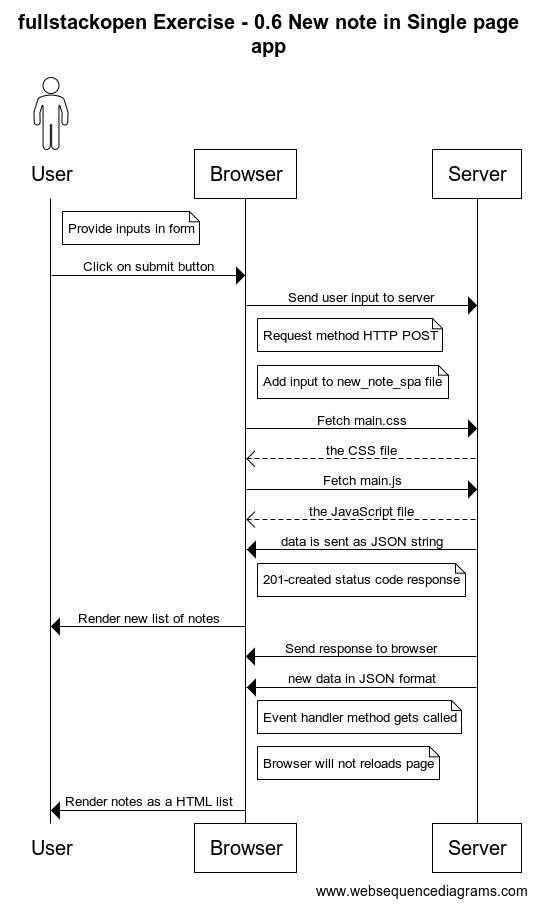 fullstackopen Exercise - 0.6 New note in Single page
app
User
Browser
Server
Provide inputs in form
Click on submit button
Send user input to server
Request method HTTP POST
Add input to new_note_spa file
Fetch main.css
the CSS file
Fetch main.js
the JavaScript file
data is sent as JSON string
201-created status code response
Render new list of notes
Send response to browser
new data in JSON format
Event handler method gets called
Browser will not reloads page
Render notes as a HTML list
User
Browser
Server
www.websequencediagrams.com